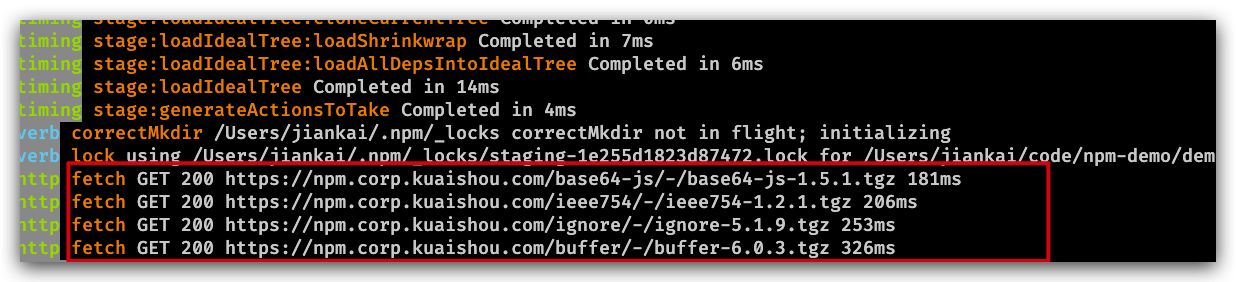 timing stage:loadIdealTree:cloneCurrentTree Completed in 0ms
timing stage:loadIdealTree:loadShrinkwrap Completed in 7ms
timing stage:loadIdealTree:loadAllDepsIntoIdealTree Completed in 6ms
timing stage:loadIdealTree Completed in 14ms
timing stage:generateActionsToTake Completed in 4ms
verb correctMkdir /Users/jiankai/.npm/_locks correctMkdir not in flight; initializing
verb lock using /Users/jiankai/.npm/_locks/staging-1e255d1823d87472.lock for /Users/jiankai/code/npm-demo/dem
http fetch GET 200 https://npm.corp.kuaishou.com/base64-js/-/base64-js-1.5.1.tgz 181ms
http fetch GET 200 https://npm.corp.kuaishou.com/ieee754/-/ieee754-1.2.1.tgz 206ms
http fetch GET 200 https://npm.corp.kuaishou.com/ignore/-/ignore-5.1.9.tgz 253ms
http fetch GET 200 https://npm.corp.kuaishou.com/buffer/-/buffer-6.0.3.tgz 326ms